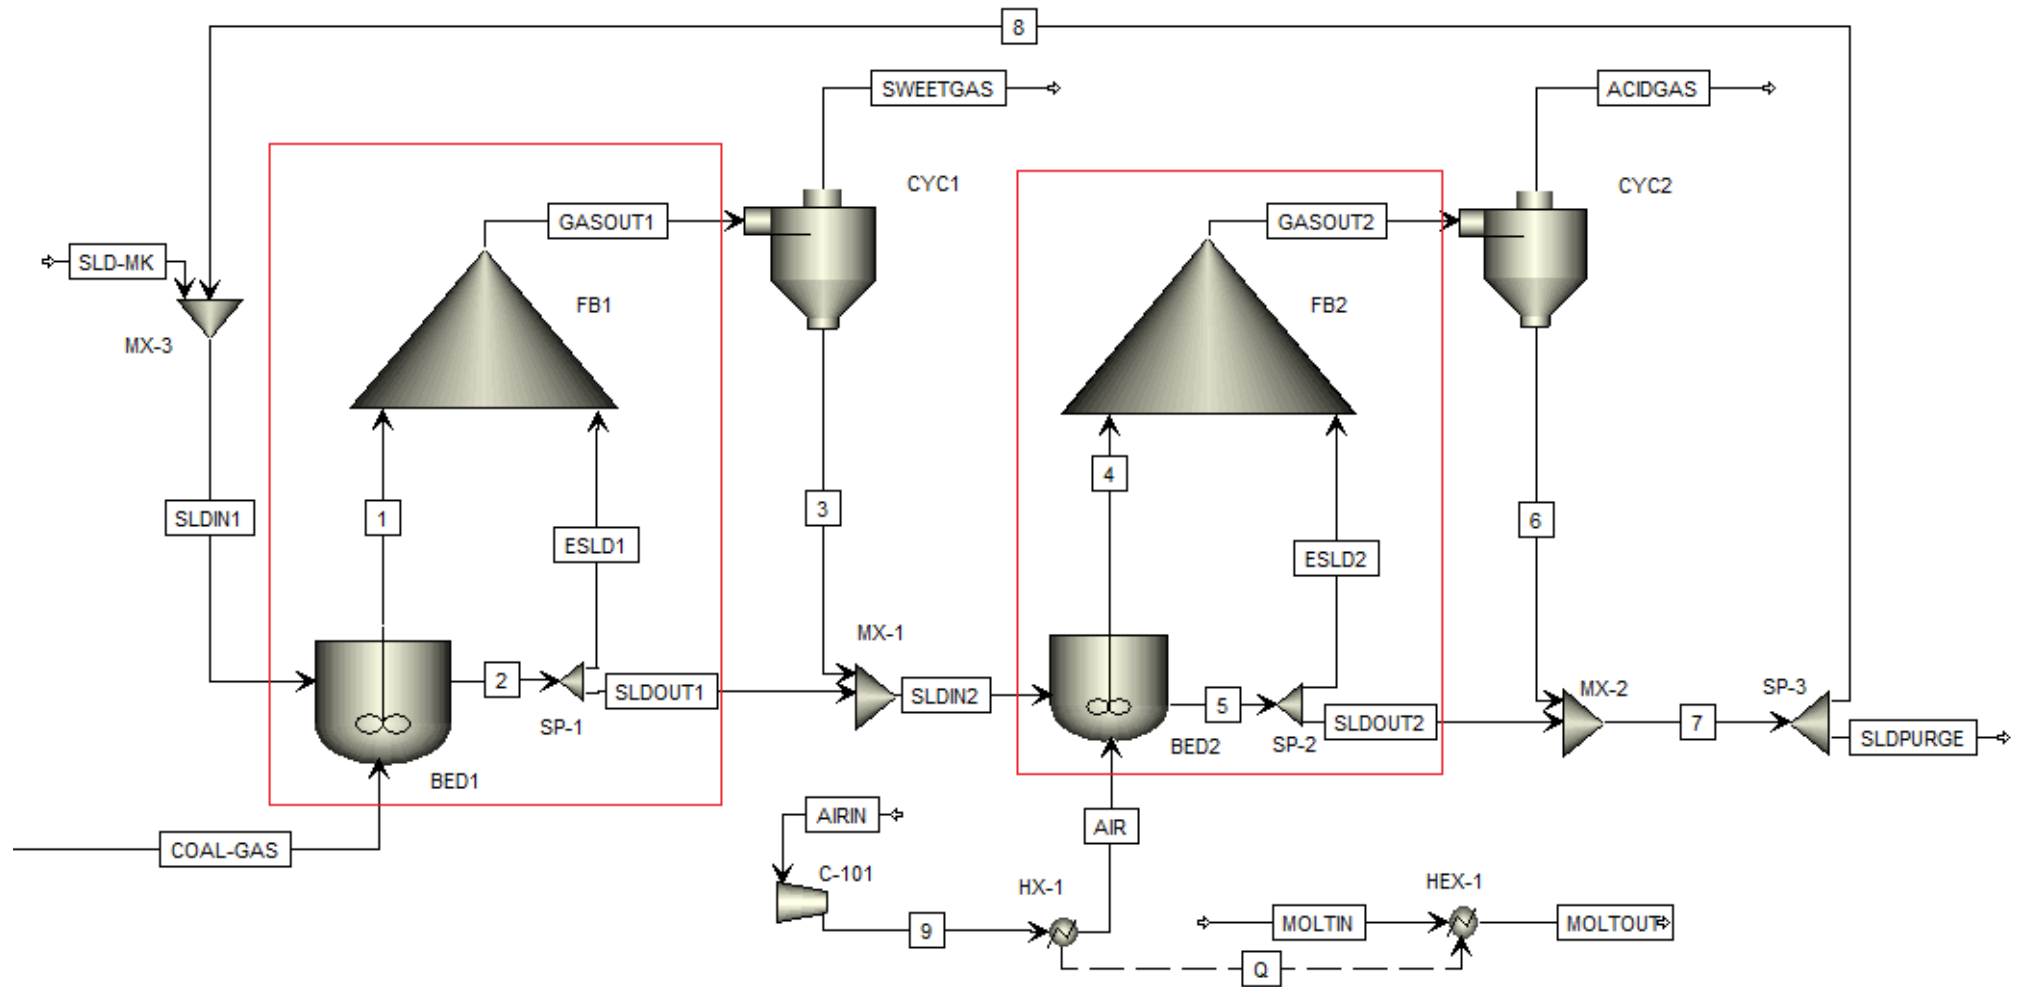 8
SWEETGAS
ACIDGAS
CYC1
CYC2
GASOUT1
GASOUT2
SLD-MK
FB1
FB2
MX-3
4
SLDIN1
1
3
6
ESLD1
ESLD2
MX-1
2
SLDOUT1
SP-1
SLDIN2
BED1
5
SLDOUT2
BED2
SP-2
MX-2
SP-3
7
SLDPURGE
AIRIN
AIR
COAL-GAS
C-101
HX-1
HEX-1
9
MOLTIN
MOLTOUT
Q